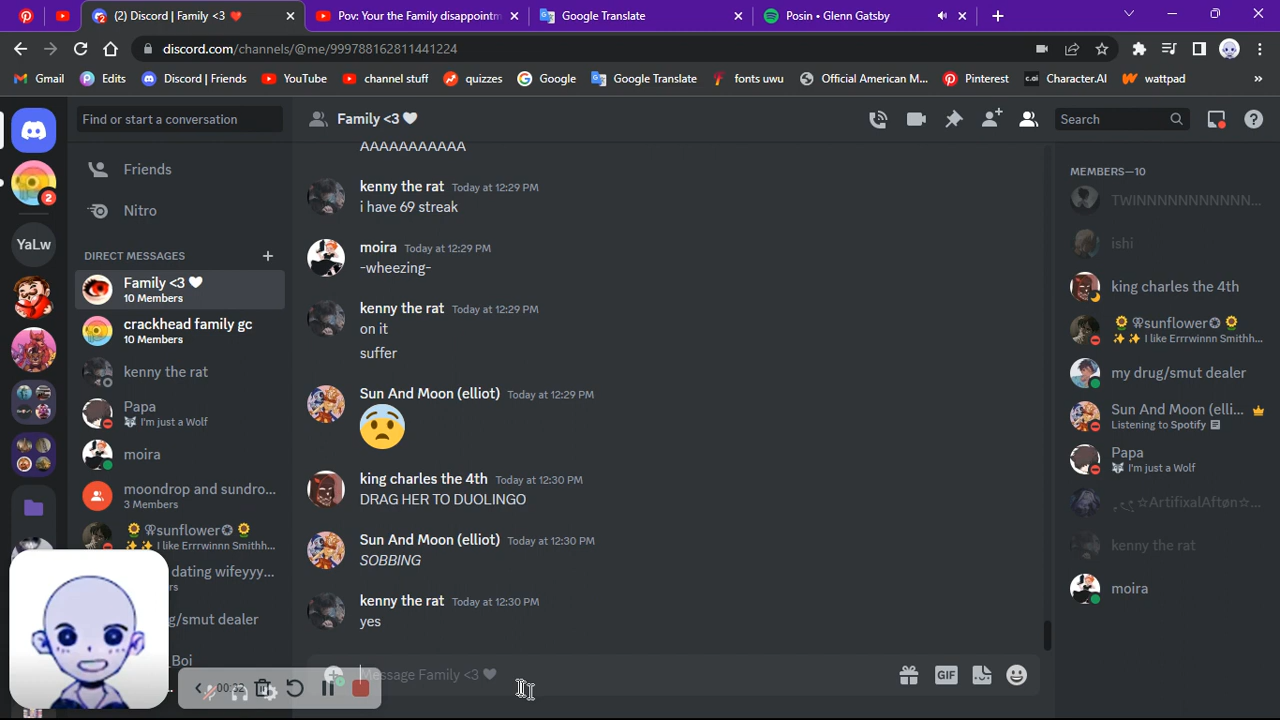 (2) Discord | Family <3 ❤️
Pov: Your the Family disappointm
Google Translate
Posin • Glenn Gatsby
discord.com/channels/@me/999788162811441224
Gmail
Edits
Discord | Friends
YouTube
channel stuff
quizzes
Google
Google Translate
fonts uwu
Official American M...
Pinterest
c.ai
Character.AI
wattpad
»
Find or start a conversation
Family <3 🤍
Search
AAAAAAAAAAA
MEMBERS—10
Friends
kenny the rat Today at 12:29 PM
i have 69 streak
TWINNNNNNNNNNN...
Nitro
YaLw
DIRECT MESSAGES
moira Today at 12:29 PM
-wheezing-
ishi
Family <3 🤍
10 Members
2
king charles the 4th
kenny the rat Today at 12:29 PM
on it
suffer
crackhead family gc
10 Members
sunflower
✨✨ I like Errrwinnn Smithh...
kenny the rat
my drug/smut dealer
Papa
🐺 I'm just a Wolf
Sun And Moon (elliot) Today at 12:29 PM
😨
Sun And Moon (elli...
Listening to Spotify
moira
Papa
🐺 I'm just a Wolf
king charles the 4th Today at 12:30 PM
DRAG HER TO DUOLINGO
moondrop and sundro...
3 Members
☆ArtifixalAftøn☆...
sunflower
✨✨ I like Errrwinnn Smithh...
Sun And Moon (elliot) Today at 12:30 PM
SOBBING
kenny the rat
dating wifeyyy...
moira
kenny the rat Today at 12:30 PM
yes
g/smut dealer
Boi
Message Family <3 🤍
GIF